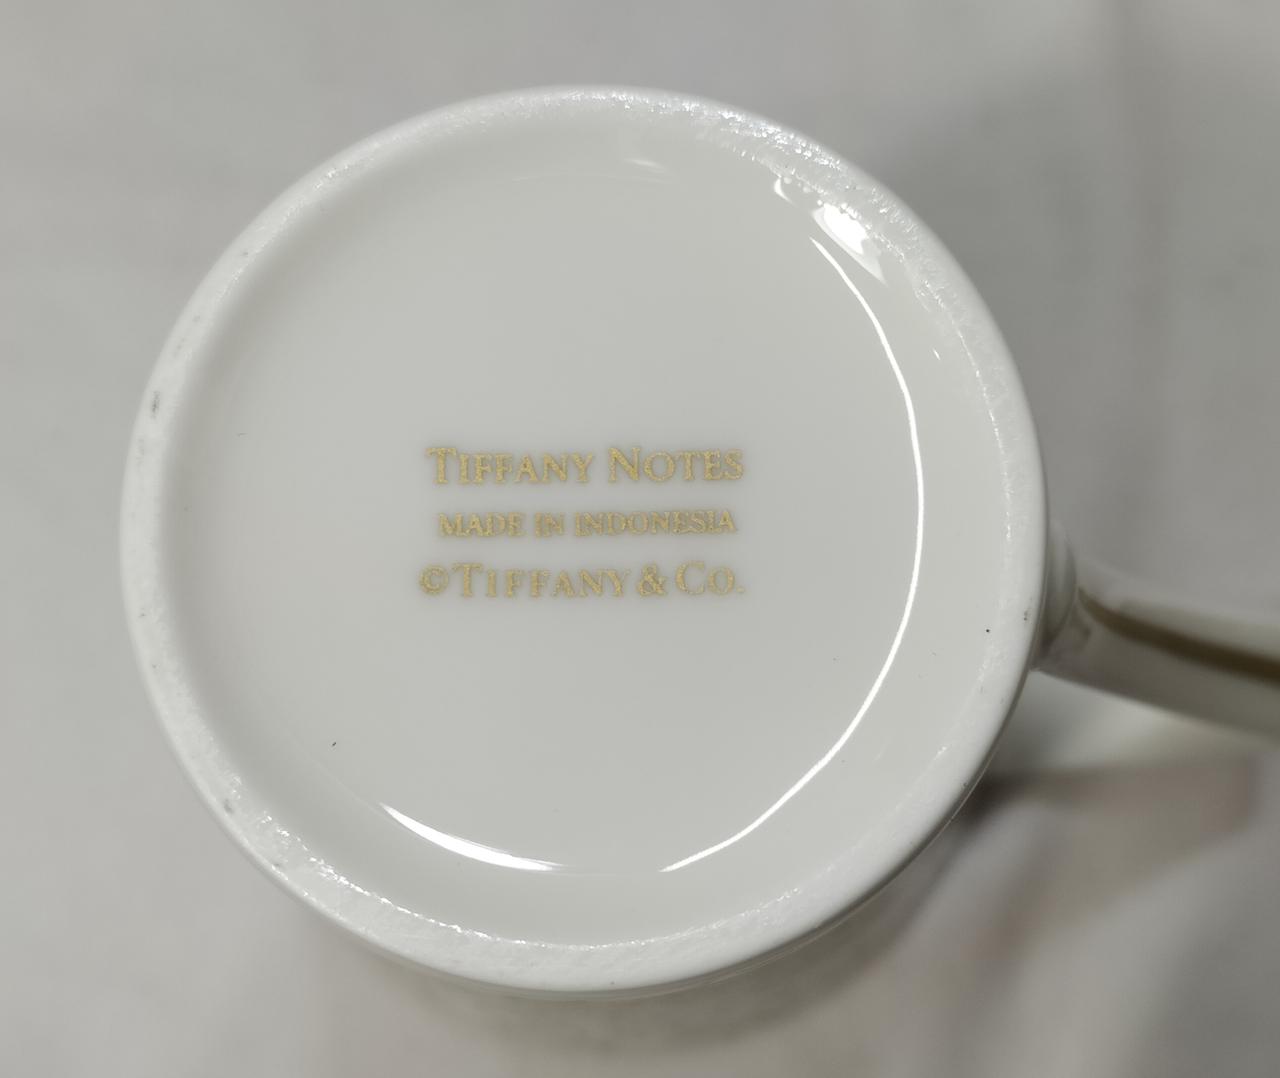 TIFFANY NOTES
MADE IN INDONESIA
©TIFFANY & CO.